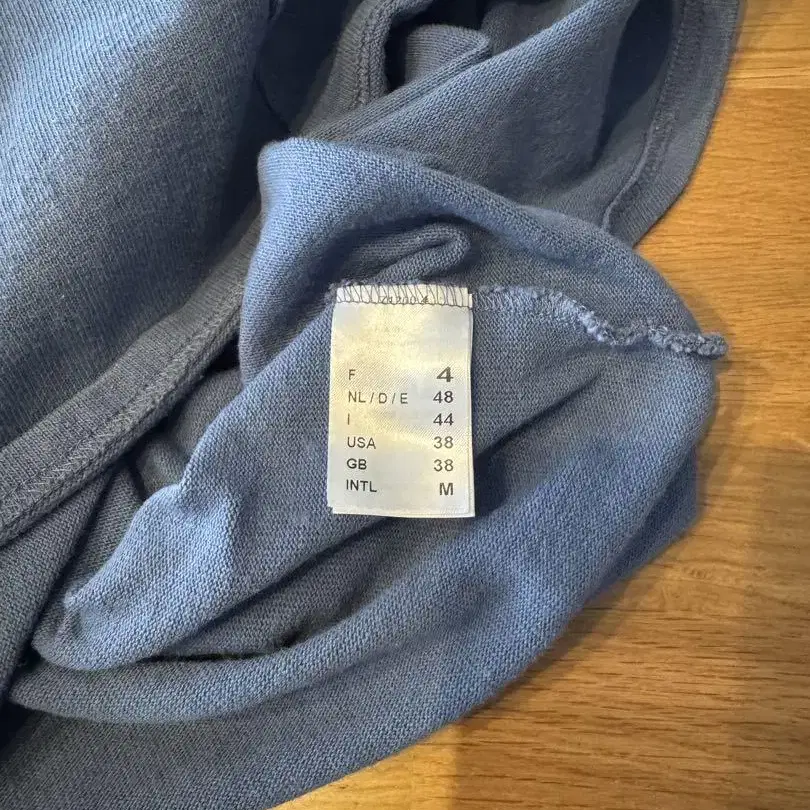 F 4
NL/D/E 48
I 44
USA 38
GB 38
INTL M